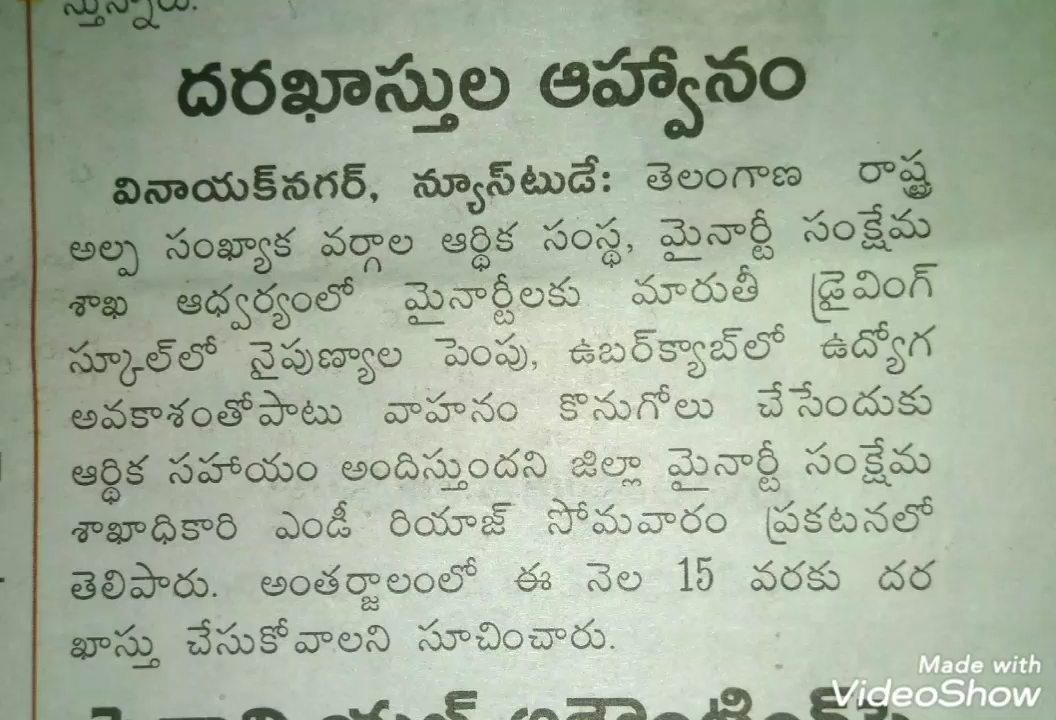 స్తున్నారు.
దరఖాస్తుల ఆహ్వానం
వినాయక్‌నగర్, న్యూస్‌టుడే: తెలంగాణ రాష్ట్ర
అల్ప సంఖ్యాక వర్గాల ఆర్థిక సంస్థ, మైనార్టీ సంక్షేమ
శాఖ ఆధ్వర్యంలో మైనార్టీలకు మారుతీ డ్రైవింగ్
స్కూల్‌లో నైపుణ్యాల పెంపు, ఉబర్‌క్యాబ్‌లో ఉద్యోగ
అవకాశంతోపాటు వాహనం కొనుగోలు చేసేందుకు
ఆర్థిక సహాయం అందిస్తుందని జిల్లా మైనార్టీ సంక్షేమ
శాఖాధికారి ఎండీ రియాజ్ సోమవారం ప్రకటనలో
తెలిపారు. అంతర్జాలంలో ఈ నెల 15 వరకు దర
ఖాస్తు చేసుకోవాలని సూచించారు.
Made with
VideoShow